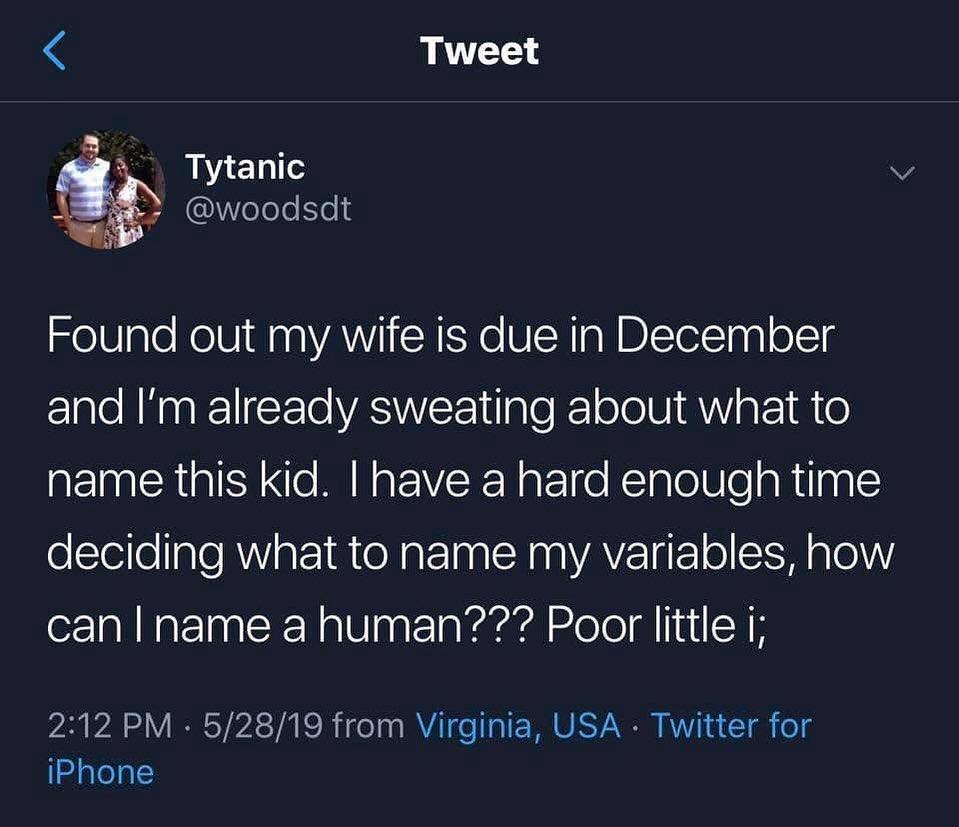 Tweet
Tytanic
@woodsdt
Found out my wife is due in December
and I'm already sweating about what to
name this kid.  I have a hard enough time
deciding what to name my variables, how
can I name a human??? Poor little i;
2:12 PM · 5/28/19 from Virginia, USA · Twitter for
iPhone